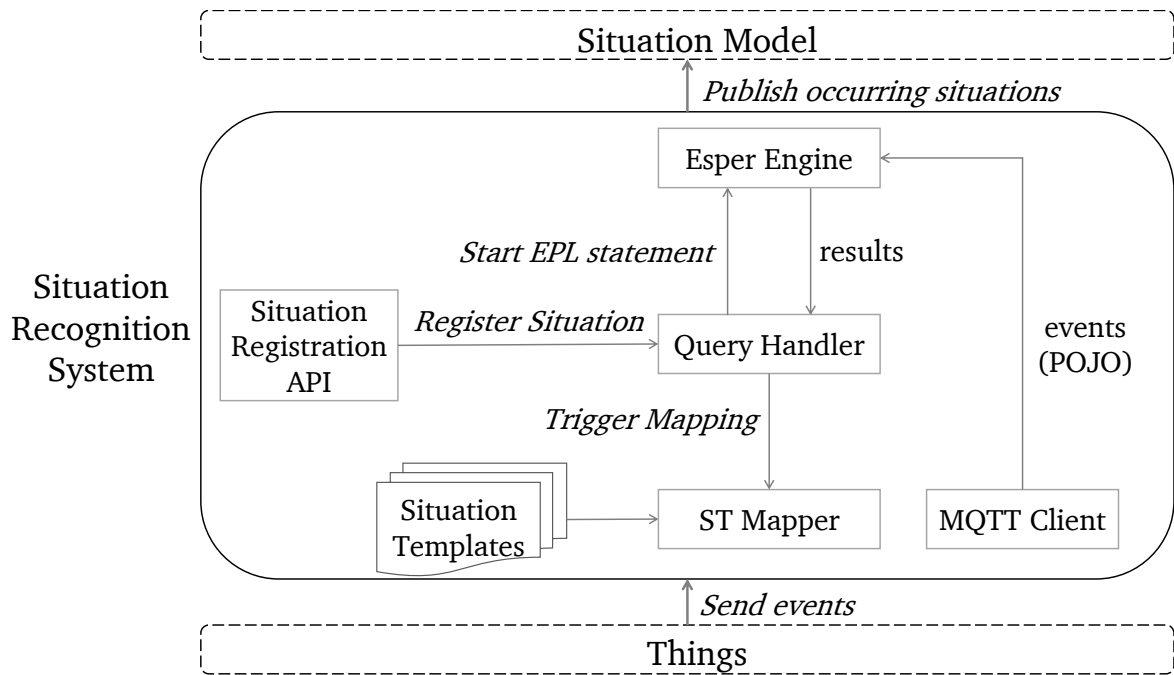 Situation Model
Publish occurring situations
Esper Engine
Start EPL statement
results
Situation
Recognition
System
Situation
Registration
API
Register Situation
Query Handler
events
(POJO)
Trigger Mapping
Situation
Templates
ST Mapper
MQTT Client
Send events
Things